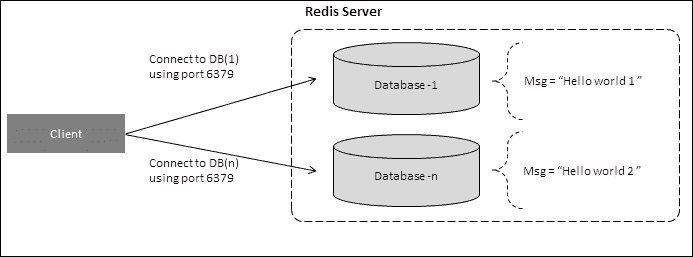 Redis Server
Connect to DB(1)
using port 6379
Database -1
Msg = “Hello world 1 ”
Client
Connect to DB(n)
using port 6379
Database -n
Msg = “Hello world 2 ”